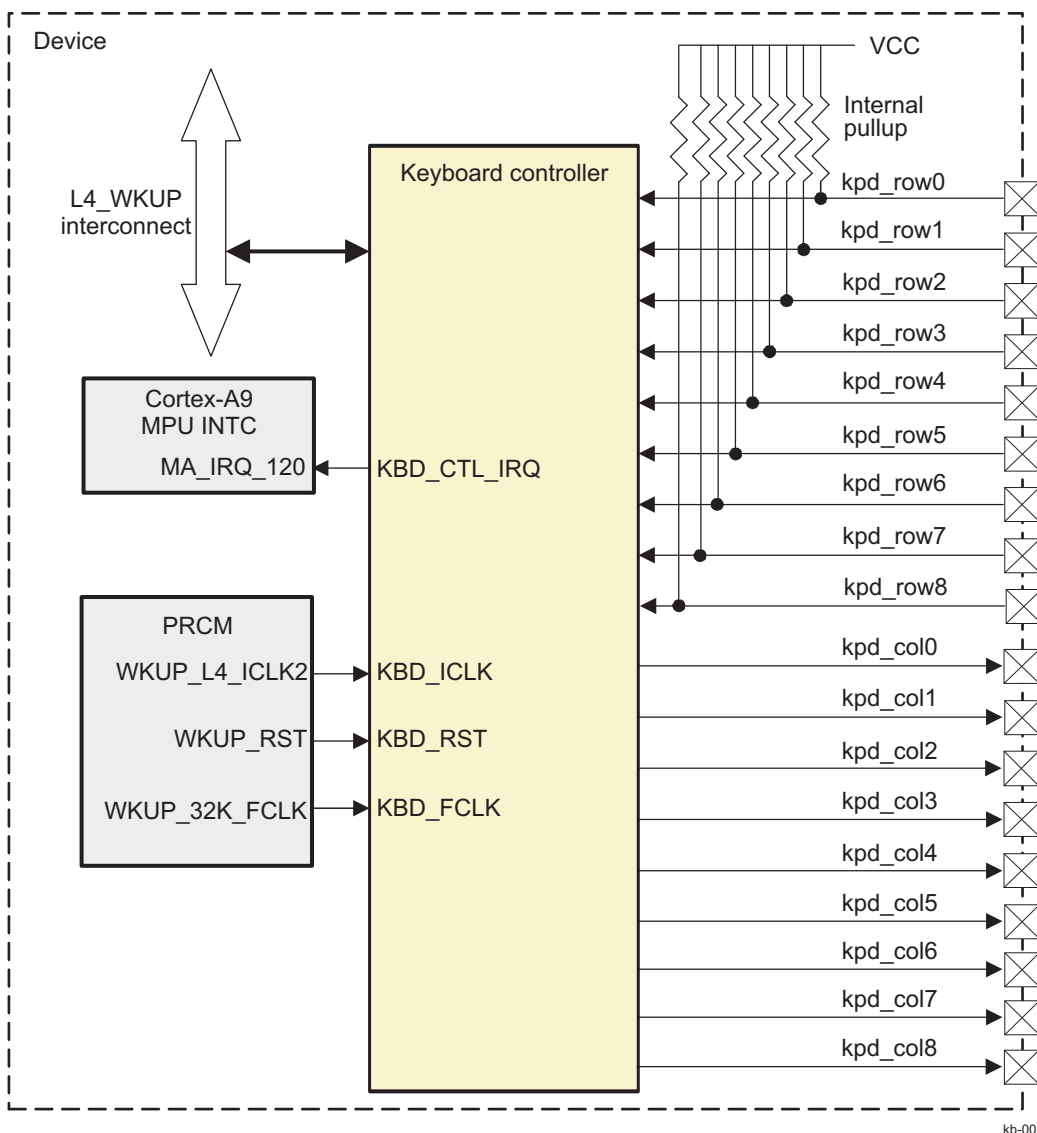 Device
VCC
Internal
pullup
Keyboard controller
L4_WKUP
interconnect
kpd_row0
kpd_row1
kpd_row2
kpd_row3
kpd_row4
kpd_row5
kpd_row6
kpd_row7
kpd_row8
Cortex-A9
MPU INTC
MA_IRQ_120
KBD_CTL_IRQ
PRCM
WKUP_L4_ICLK2
KBD_ICLK
WKUP_RST
KBD_RST
WKUP_32K_FCLK
KBD_FCLK
kpd_col0
kpd_col1
kpd_col2
kpd_col3
kpd_col4
kpd_col5
kpd_col6
kpd_col7
kpd_col8
kb-00